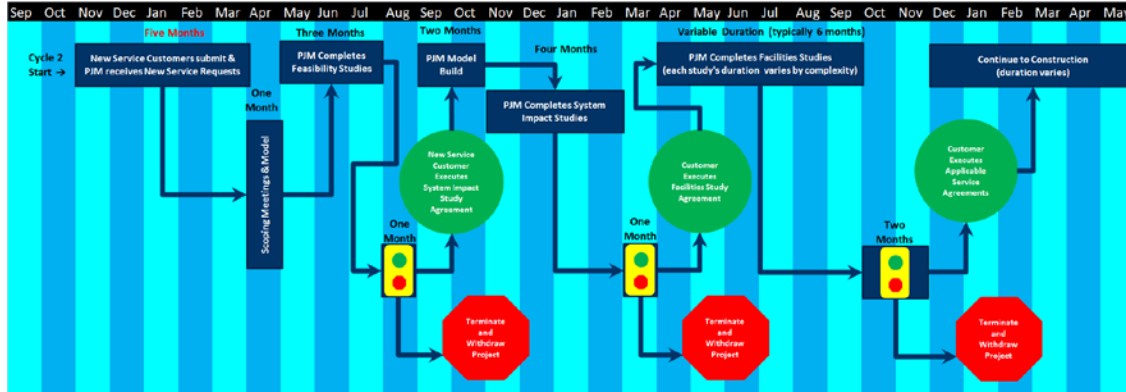 Sep Oct Nov Dec Jan Feb Mar Apr May Jun Jul Aug Sep Oct Nov Dec Jan Feb Mar Apr May Jun Jul Aug Sep Oct Nov Dec Jan Feb Mar Apr May
Cycle 2
Start →
Five Months
New Service Customers submit &
PJM receives New Service Requests
One
Month
Scoping Meetings & Model
Three Months
PJM Completes
Feasibility Studies
One
Month
New Service
Customer
Executes
System Impact
Study
Agreement
Terminate
and
Withdraw
Project
Two Months
PJM Model
Build
Four Months
PJM Completes System
Impact Studies
One
Month
Customer
Executes
Facilities Study
Agreement
Terminate
and
Withdraw
Project
Variable Duration (typically 6 months)
PJM Completes Facilities Studies
(each study's duration varies by complexity)
Two
Months
Customer
Executes
Applicable
Service
Agreements
Terminate
and
Withdraw
Project
Continue to Construction
(duration varies)